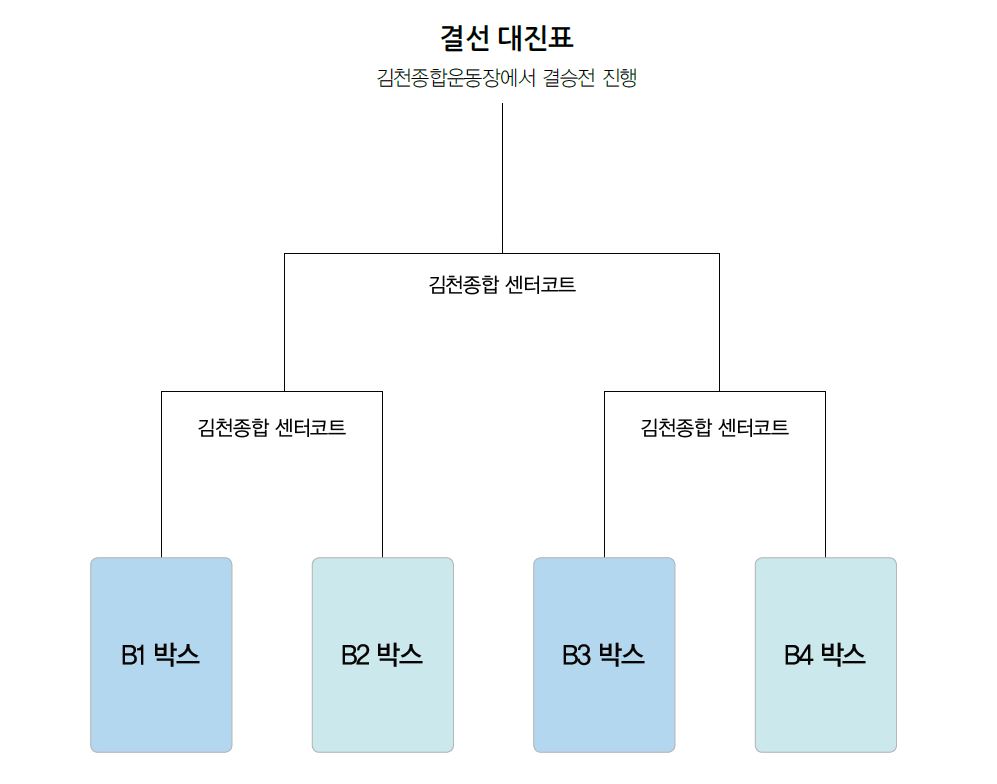 결선 대진표
김천종합운동장에서 결승전 진행
김천종합 센터코트
김천종합 센터코트
김천종합 센터코트
B1 박스
B2 박스
B3 박스
B4 박스